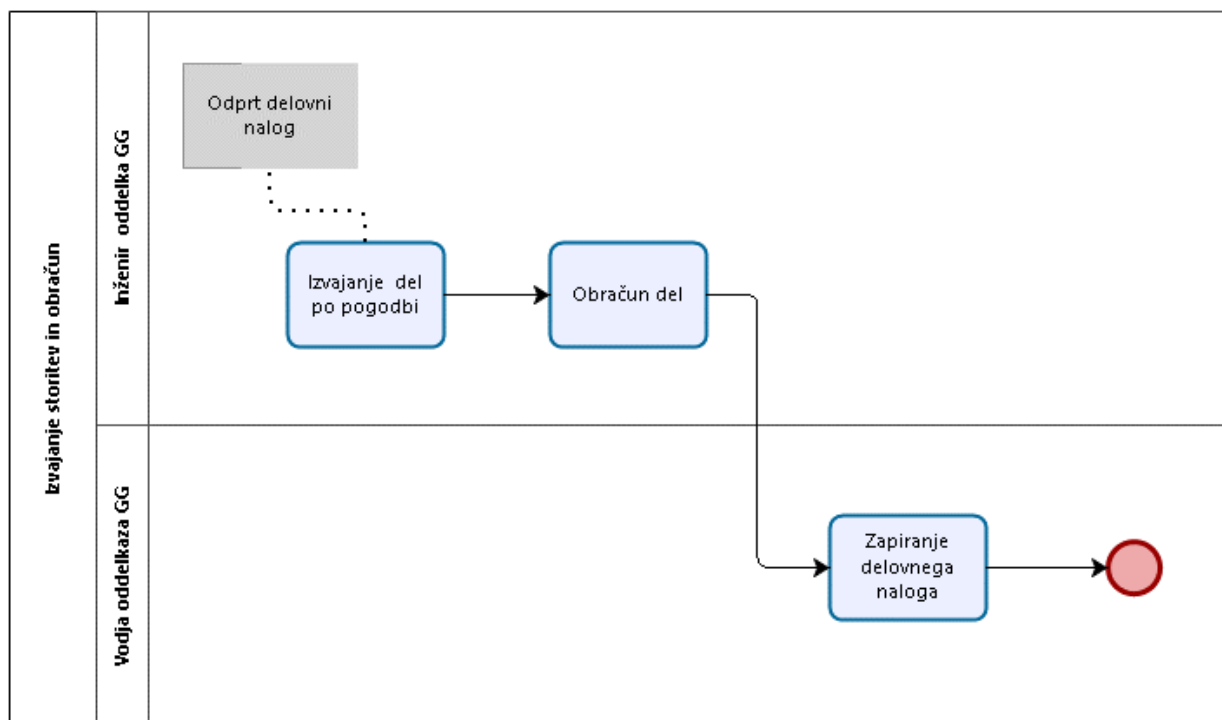 Izvajanje storitev in obračun
Inženir oddelka GG
Odprt delovni
nalog
Izvajanje del
po pogodbi
Obračun del
Vodja oddelkaza GG
Zapiranje
delovnega
naloga